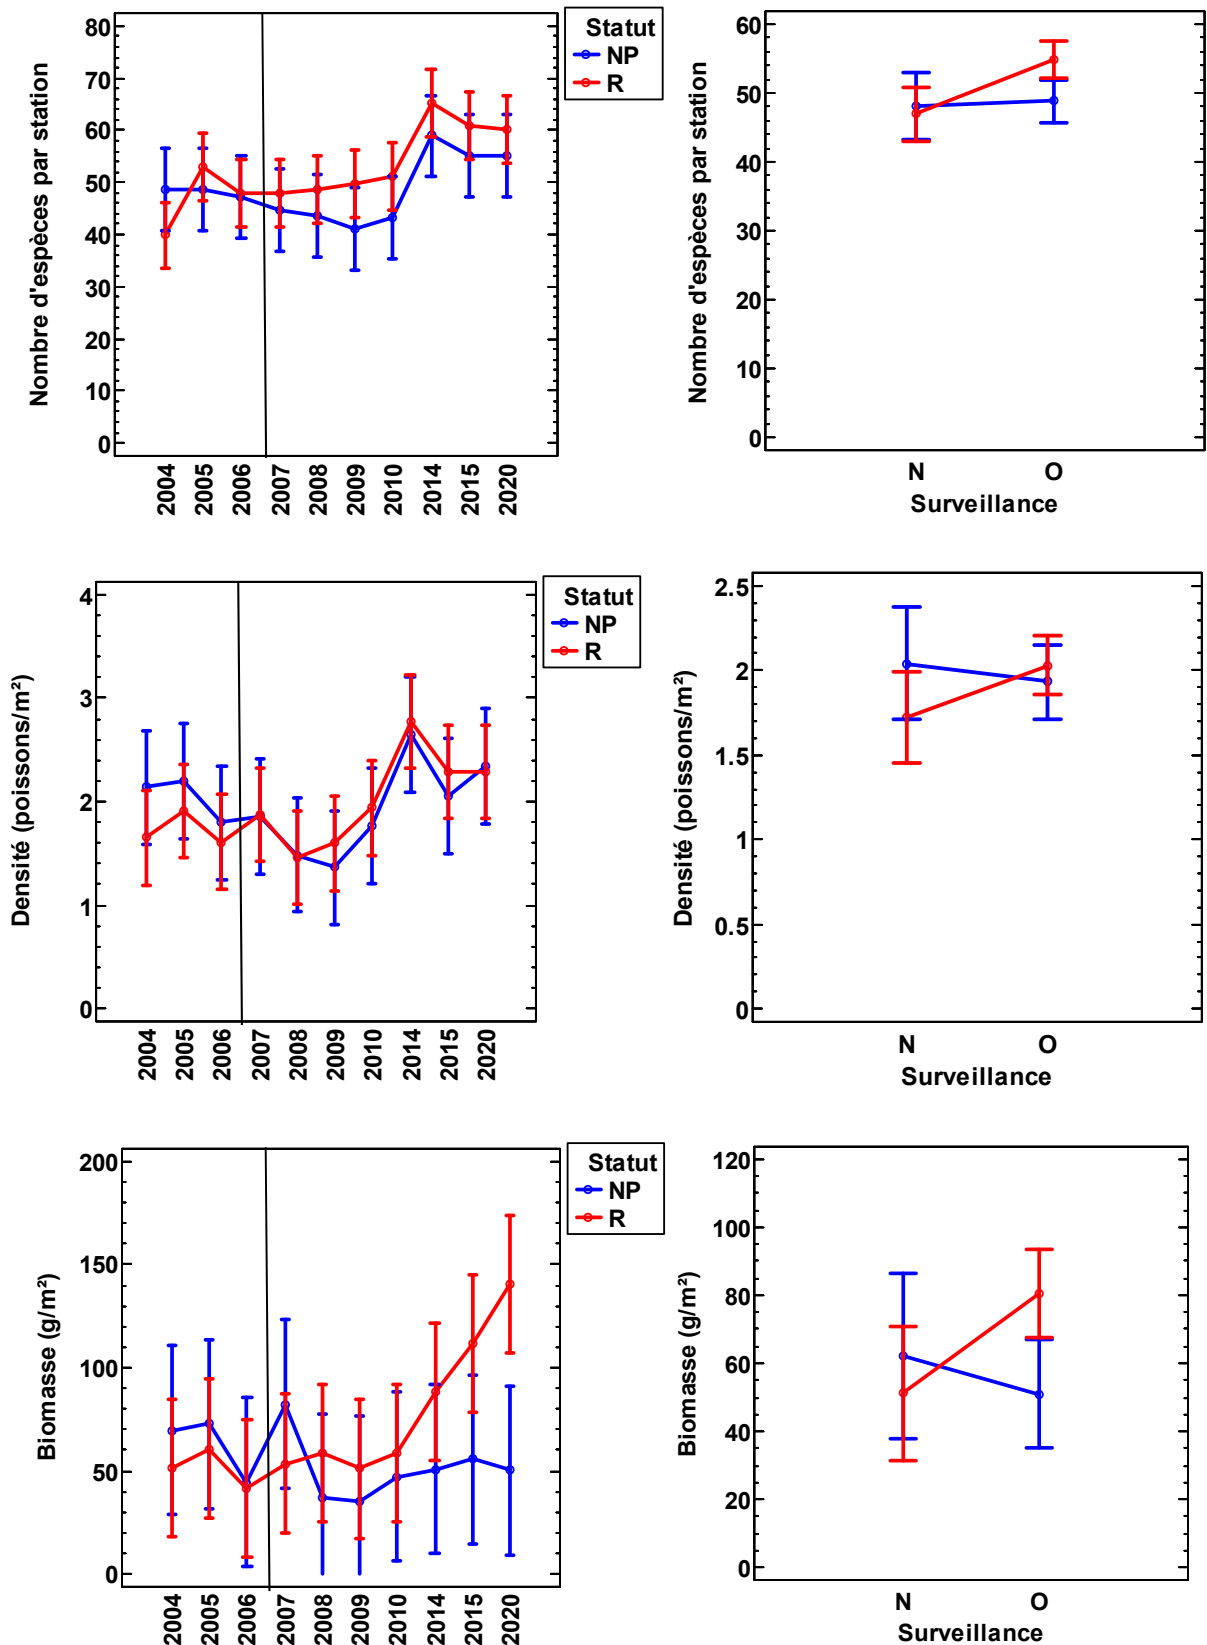 Nombre d'espèces par station
80
70
60
50
40
30
20
10
0
2004
2005
2006
2007
2008
2009
2010
2014
2015
2020
Statut
NP
R
Nombre d'espèces par station
60
50
40
30
20
10
0
N
O
Surveillance
Densité (poissons/m²)
4
3
2
1
0
2004
2005
2006
2007
2008
2009
2010
2014
2015
2020
Statut
NP
R
Densité (poissons/m²)
2.5
2
1.5
1
0.5
0
N
O
Surveillance
Biomasse (g/m²)
200
150
100
50
0
2004
2005
2006
2007
2008
2009
2010
2014
2015
2020
Statut
NP
R
Biomasse (g/m²)
120
100
80
60
40
20
0
N
O
Surveillance